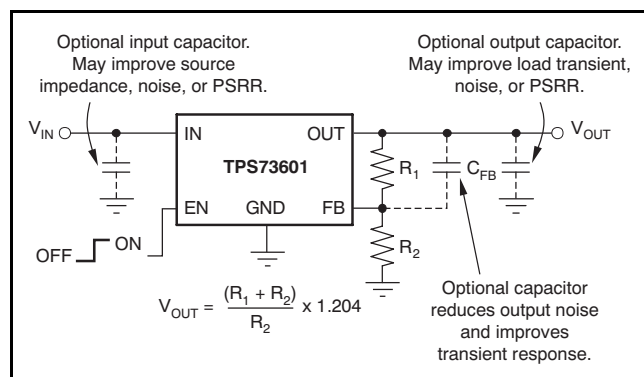 Optional input capacitor.
May improve source
impedance, noise, or PSRR.
Optional output capacitor.
May improve load transient,
noise, or PSRR.
VIN
IN
OUT
VOUT
TPS73601
R1
CFB
EN
GND
FB
OFF
ON
R2
VOUT = (R1 + R2) / R2 x 1.204
Optional capacitor
reduces output noise
and improves
transient response.